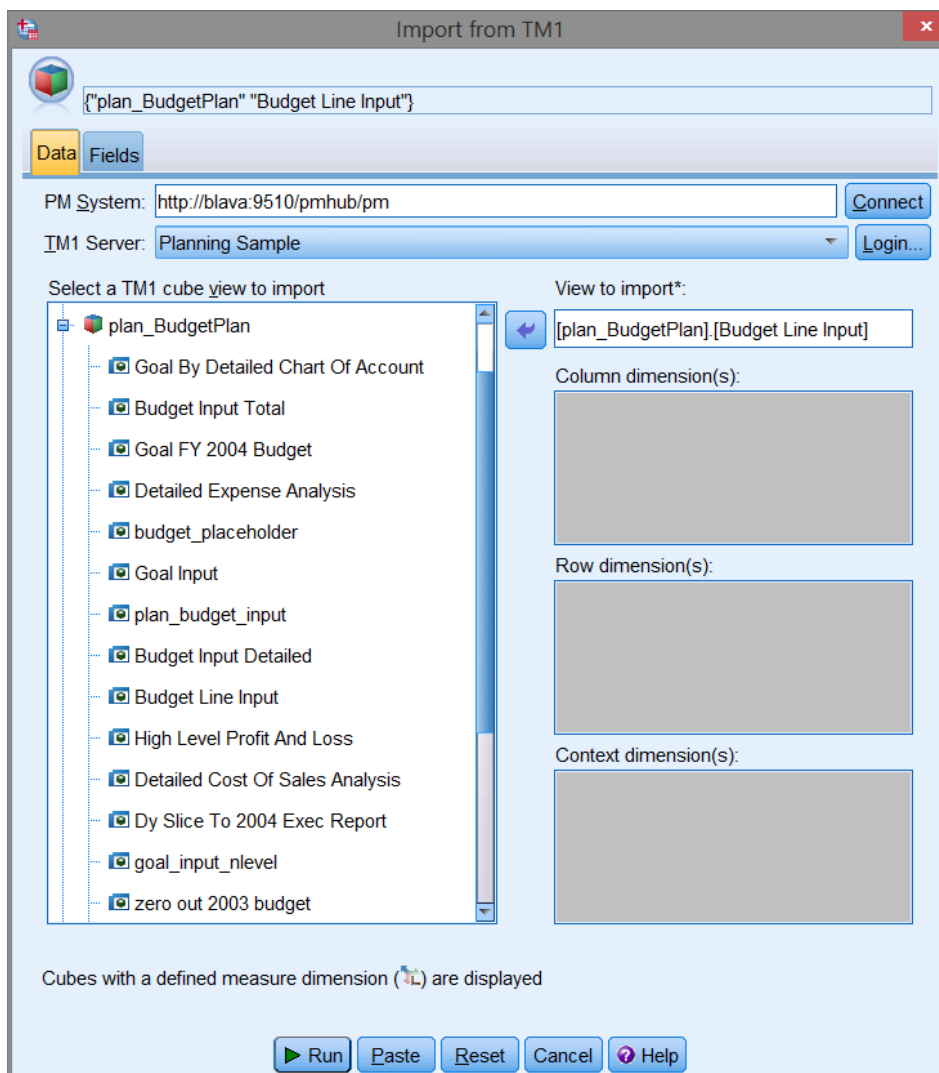 Import from TM1
{"plan_BudgetPlan" "Budget Line Input"}
Data Fields
PM System: http://blava:9510/pmhub/pm Connect
TM1 Server: Planning Sample Login...
Select a TM1 cube view to import
plan_BudgetPlan
Goal By Detailed Chart Of Account
Budget Input Total
Goal FY 2004 Budget
Detailed Expense Analysis
budget_placeholder
Goal Input
plan_budget_input
Budget Input Detailed
Budget Line Input
High Level Profit And Loss
Detailed Cost Of Sales Analysis
Dy Slice To 2004 Exec Report
goal_input_nlevel
zero out 2003 budget
View to import*:
[plan_BudgetPlan].[Budget Line Input]
Column dimension(s):
Row dimension(s):
Context dimension(s):
Cubes with a defined measure dimension () are displayed
Run Paste Reset Cancel Help